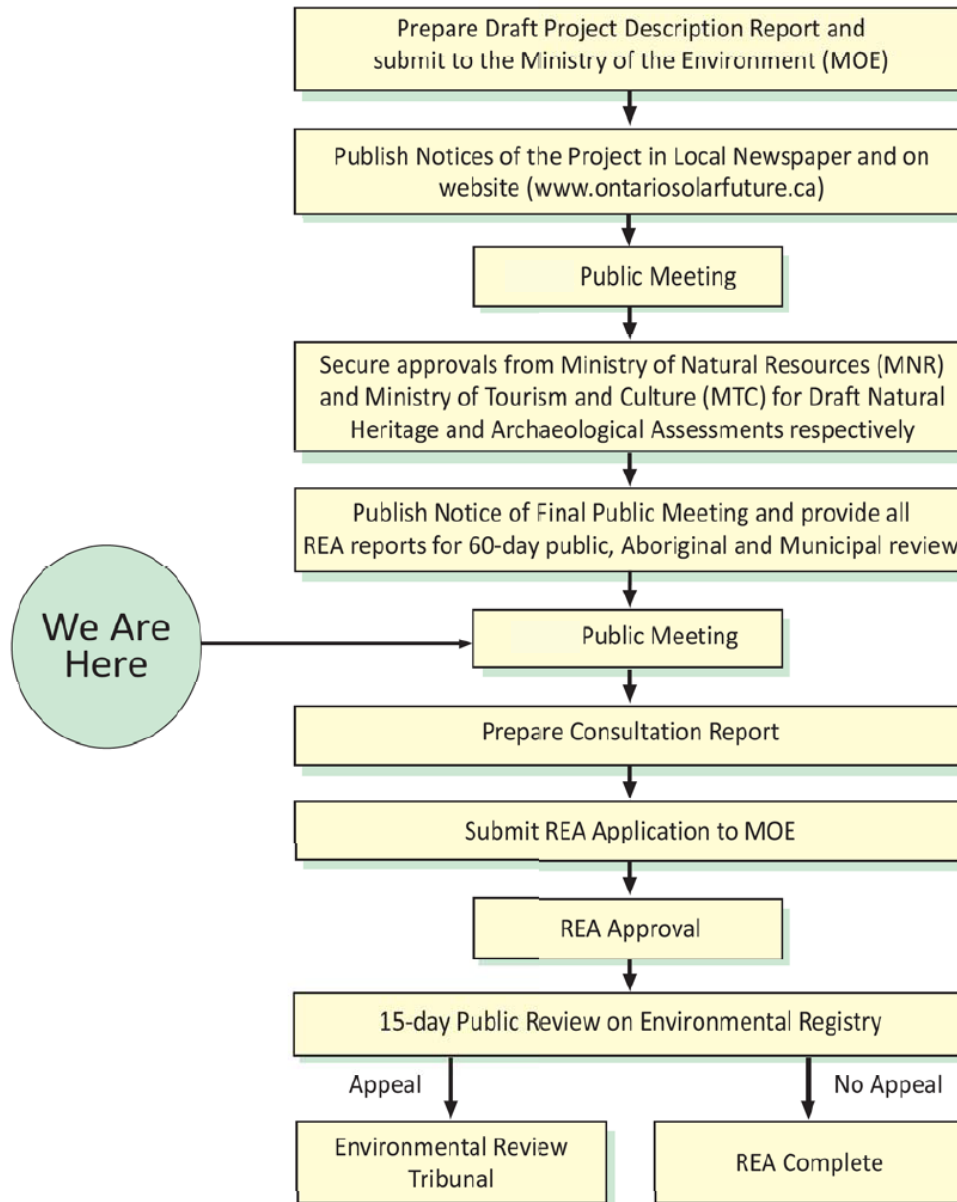 Prepare Draft Project Description Report and
submit to the Ministry of the Environment (MOE)
Publish Notices of the Project in Local Newspaper and on
website (www.ontariosolarfuture.ca)
Public Meeting
Secure approvals from Ministry of Natural Resources (MNR)
and Ministry of Tourism and Culture (MTC) for Draft Natural
Heritage and Archaeological Assessments respectively
Publish Notice of Final Public Meeting and provide all
REA reports for 60-day public, Aboriginal and Municipal review
We Are
Here
Public Meeting
Prepare Consultation Report
Submit REA Application to MOE
REA Approval
15-day Public Review on Environmental Registry
Appeal
No Appeal
Environmental Review
Tribunal
REA Complete